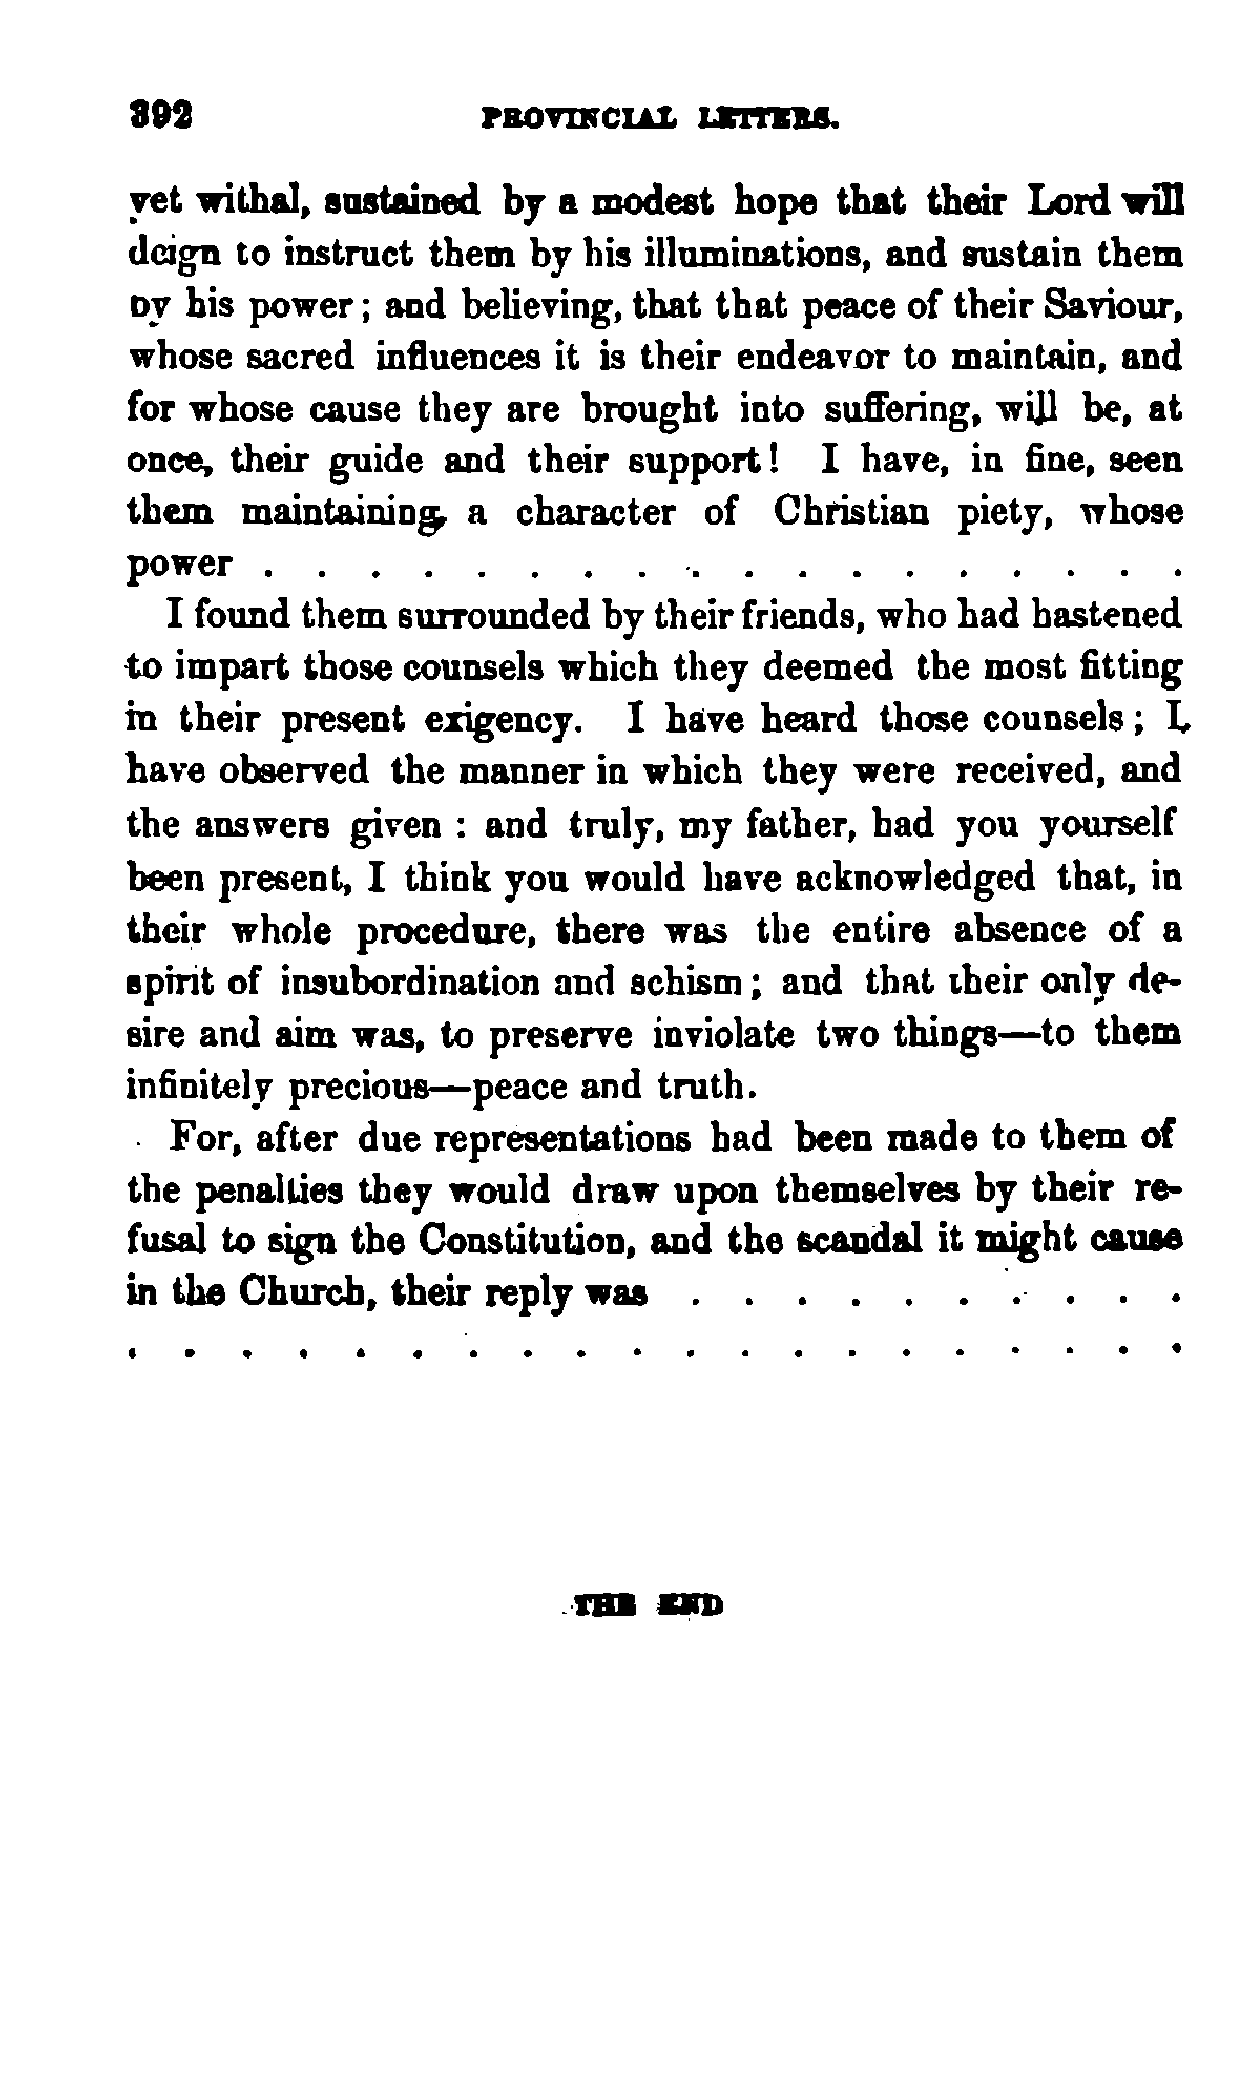 392 PROVINCIAL LETTERS.
yet withal, sustained by a modest hope that their Lord will
deign to instruct them by his illuminations, and sustain them
by his power; and believing, that that peace of their Saviour,
whose sacred influences it is their endeavor to maintain, and
for whose cause they are brought into suffering, will be, at
once, their guide and their support! I have, in fine, seen
them maintaining a character of Christian piety, whose
power . . . . . . . . . . . . . . . . . .
I found them surrounded by their friends, who had hastened
to impart those counsels which they deemed the most fitting
in their present exigency. I have heard those counsels; I
have observed the manner in which they were received, and
the answers given: and truly, my father, had you yourself
been present, I think you would have acknowledged that, in
their whole procedure, there was the entire absence of a
spirit of insubordination and schism; and that their only de-
sire and aim was, to preserve inviolate two things—to them
infinitely precious—peace and truth.
For, after due representations had been made to them of
the penalties they would draw upon themselves by their re-
fusal to sign the Constitution, and the scandal it might cause
in the Church, their reply was . . . . . . . . . .
. . . . . . . . . . . . . . . . . . . .
THE END